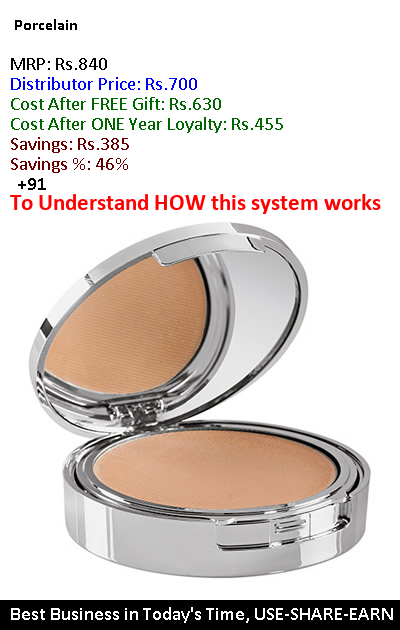 Porcelain
MRP: Rs.840
Distributor Price: Rs.700
Cost After FREE Gift: Rs.630
Cost After ONE Year Loyalty: Rs.455
Savings: Rs.385
Savings %: 46%
+91
To Understand HOW this system works
Best Business in Today's Time, USE-SHARE-EARN